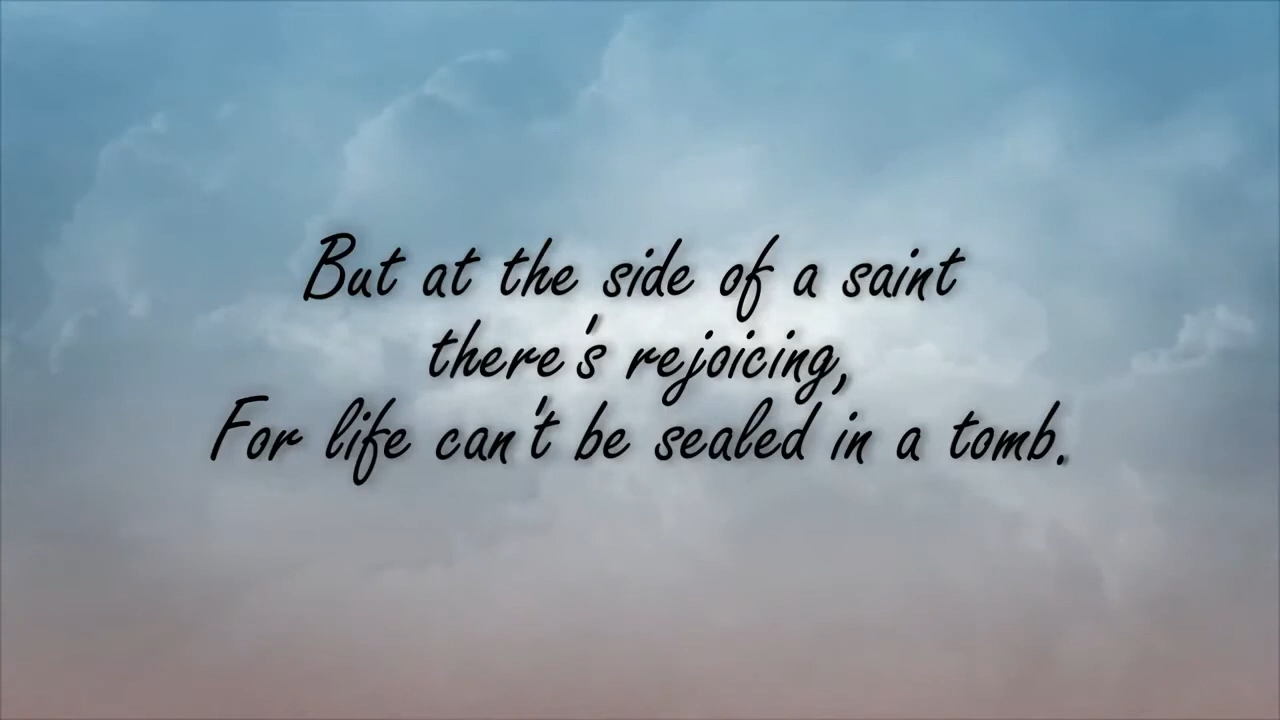 But at the side of a saint
there's rejoicing,
For life can't be sealed in a tomb.